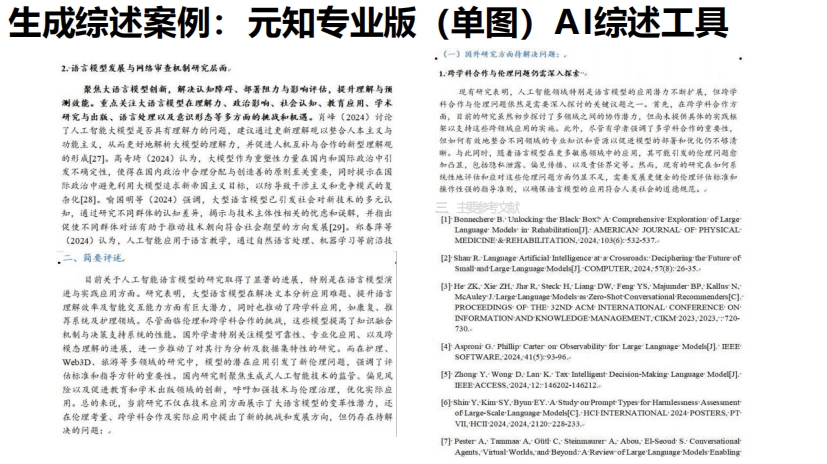 生成综述案例：元知专业版（单图）AI综述工具
2. 语言模型发展与网络审查机制研究层面。
聚焦大语言模型创新，解决认知障碍、部署阻力与影响评估，提升理解与预
测效能。重点关注大语言模型在理解力、政治影响、社会认知、教育应用、学术
研究与出版、语言处理以及意识形态等多方面的挑战和机遇。肖峰（2024）讨论
了人工智能大模型是否具有理解力的问题，建议通过更新理解观以整合人本主义与
功能主义，从而更好地解析大模型的理解力，并促进人机互补与合作的新型理解观
的形成[27]。高奇琦（2024）认为，大模型作为重整性力量在国内和国际政治中引
发不确定性，使得在国内政治中合理分配与创造善的原则至关重要，同时提示在国
际政治中避免利用大模型追求新帝国主义目标，以防导致干涉主义和竞争模式的复
杂化[28]。喻国明等（2024）强调，大型语言模型已引发社会对新技术的多元认
知，通过研究不同群体的认知差异，揭示与技术主体性相关的忧虑和误解，并指出
促使不同群体对话有助于推动技术朝向符合社会期望的方向发展[29]。郑春萍等
（2024）认为，人工智能应用于语言教学，通过自然语言处理、机器学习等前沿技
二、简要评述。
目前关于人工智能语言模型的研究取得了显著的进展，特别是在语言模型演
进与实践应用方面。研究表明，大型语言模型在解决文本分析应用难题、提升语言
理解效率及智能交互能力方面有巨大潜力，同时也推动了跨学科应用，如康复、推
荐系统及护理领域。尽管面临伦理和跨学科合作的挑战，这些模型提高了知识融合
机制与决策支持系统的性能。国外学者特别关注模型可靠性、专业化应用、以及跨
模态理解的进展，进一步推动了对其行为分析及数据集特性的研究。而在护理、
Web3D、旅游等多领域的研究中，模型的潜在应用引发了新伦理问题，强调了评
估标准和指导方针的重要性。国内研究则聚焦生成式人工智能技术的监管、偏见风
险以及促进教育和学术出版领域的创新，呼吁加强技术与伦理治理，优化实际应
用。总的来说，当前研究不仅在技术应用方面展示了大语言模型的变革性潜力，还
在伦理考量、跨学科合作及实际应用中提出了新的挑战和发展方向，但仍存在待解
决的问题：
（一）国外研究方面待解决问题：
1. 跨学科合作与伦理问题仍需深入探索
现有研究表明，人工智能领域特别是语言模型的应用潜力不断扩展，但跨学
科合作与伦理问题依然是需要深入探讨的关键议题之一。首先，在跨学科合作方
面，目前的研究虽然初步探讨了多领域之间的协作潜力，但尚未提供具体的实践框
架以支持这些跨领域应用的实施。此外，尽管有学者强调了多学科合作的重要性，
但如何有效地整合不同领域的专业知识和资源以促进模型的部署和优化仍不够清
晰。与此同时，随着语言模型在更多敏感领域中的应用，其可能引发的伦理问题愈
加凸显，包括隐私泄露、偏见传播、以及责任界定等。然而，现有的研究在如何系
统性地评估和应对这些伦理问题方面仍显不足，需要发展更健全的伦理评估标准和
操作性强的指导准则，以确保语言模型的应用符合人类社会的道德规范。
三 主要参考文献
[1] Bonnechere B. Unlocking the Black Box? A Comprehensive Exploration of Large
Language Models in Rehabilitation[J]. AMERICAN JOURNAL OF PHYSICAL
MEDICINE & REHABILITATION, 2024, 103(6): 532-537.
[2] Shan R. Language Artificial Intelligence at a Crossroads: Deciphering the Future of
Small and Large Language Models[J]. COMPUTER, 2024, 57(8): 26-35.
[3] He ZK, Xie ZH, Jha R, Steck H, Liang DW, Feng YS, Majumder BP, Kallus N,
McAuley J. Large Language Models as Zero-Shot Conversational Recommenders[C].
PROCEEDINGS OF THE 32ND ACM INTERNATIONAL CONFERENCE ON
INFORMATION AND KNOWLEDGE MANAGEMENT, CIKM 2023, 2023, : 720-
730.
[4] Asproni G. Phillip Carter on Observability for Large Language Models[J]. IEEE
SOFTWARE, 2024, 41(5): 93-96.
[5] Zhong Y, Wong D, Lan K. Tax Intelligent Decision-Making Language Model[J].
IEEE ACCESS, 2024, 12: 146202-146212.
[6] Shin Y, Kim SY, Byun EY. A Study on Prompt Types for Harmlessness Assessment
of Large-Scale Language Models[C]. HCI INTERNATIONAL 2024 POSTERS, PT
VII, HCII 2024, 2024, 2120: 228-233.
[7] Pester A, Tammaa A, Gütl C, Steinmaurer A, Abou, El-Seoud S. Conversational
Agents, Virtual Worlds, and Beyond: A Review of Large Language Models Enabling